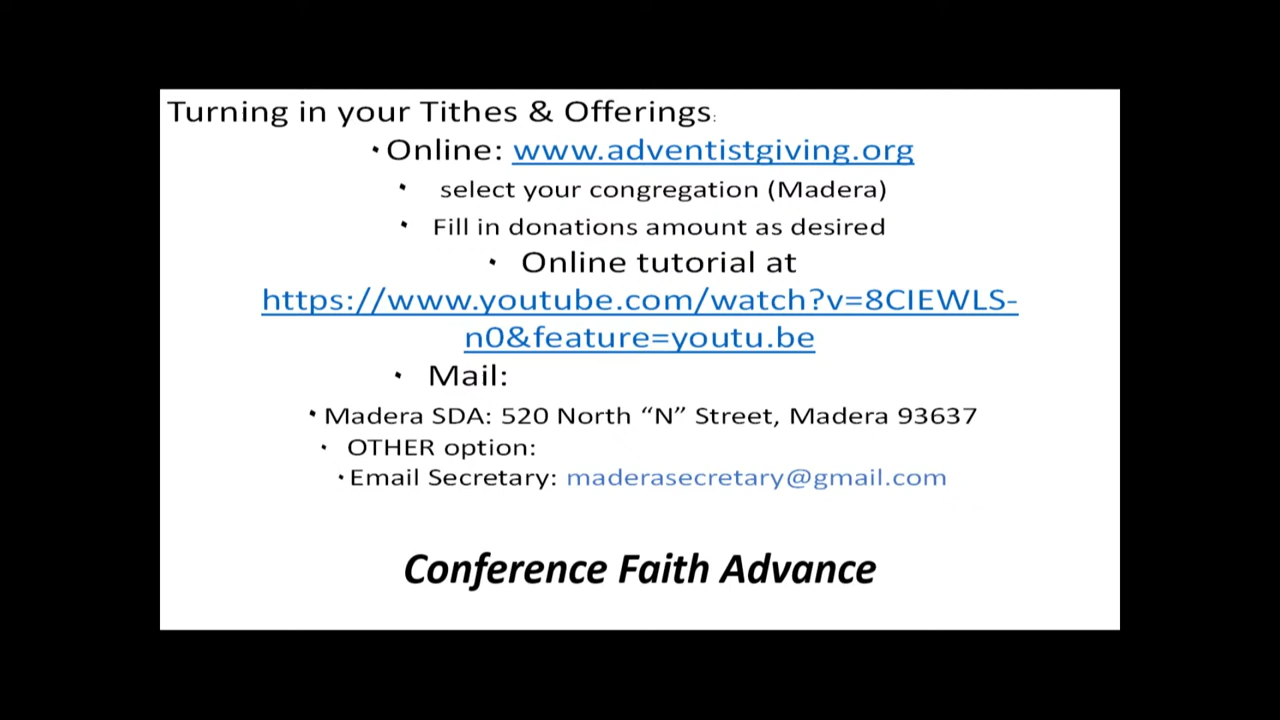 Turning in your Tithes & Offerings:
• Online: www.adventistgiving.org
• select your congregation (Madera)
• Fill in donations amount as desired
• Online tutorial at
https://www.youtube.com/watch?v=8CIEWLS-
n0&feature=youtu.be
• Mail:
• Madera SDA: 520 North “N” Street, Madera 93637
• OTHER option:
• Email Secretary: maderasecretary@gmail.com
Conference Faith Advance